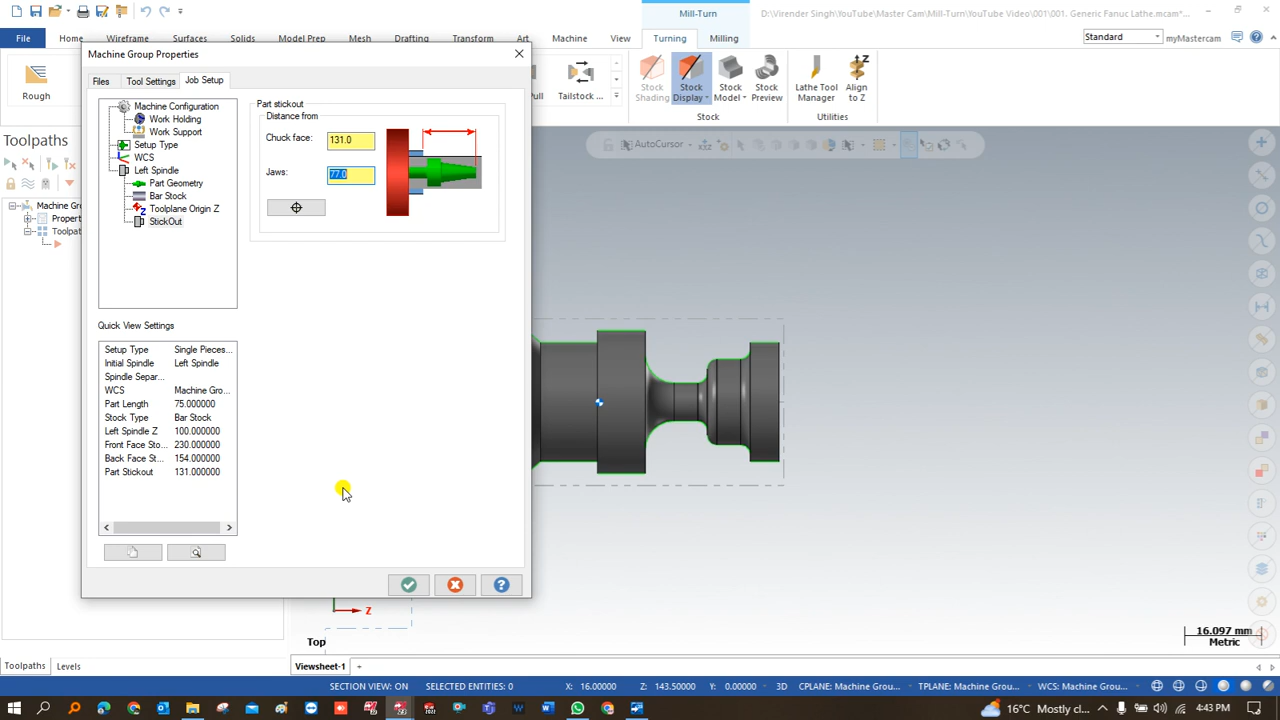 Mill-Turn
D:\Virender Singh\YouTube\Master Cam\Mill-Turn\YouTube Video\001\001. Generic Fanuc Lathe.mcam*...
File
Home
Wireframe
Surfaces
Solids
Model Prep
Mesh
Drafting
Transform
Art
Machine
View
Turning
Milling
Standard
myMastercam
Rough
Pull
Tailstock ...
Stock Shading
Stock Display
Stock Model
Stock Preview
Lathe Tool Manager
Align to Z
Stock
Utilities
AutoCursor
Toolpaths
Machine Gro
Propert
Toolpat
Machine Group Properties
Files
Tool Settings
Job Setup
Machine Configuration
Work Holding
Work Support
Setup Type
WCS
Left Spindle
Part Geometry
Bar Stock
Toolplane Origin Z
StickOut
Part stickout
Distance from
Chuck face:
131.0
Jaws:
77.0
Quick View Settings
Setup Type Single Pieces...
Initial Spindle Left Spindle
Spindle Separ...
WCS Machine Gro...
Part Length 75.000000
Stock Type Bar Stock
Left Spindle Z 100.000000
Front Face Sto... 230.000000
Back Face St... 154.000000
Part Stickout 131.000000
Z
Top
16.097 mm
Metric
Toolpaths
Levels
Viewsheet-1
+
SECTION VIEW: ON
SELECTED ENTITIES: 0
X: 16.00000
Z: 143.50000
Y: 0.00000
3D
CPLANE: Machine Grou...
TPLANE: Machine Grou...
WCS: Machine Grou...
16°C Mostly cl...
ENG
4:43 PM